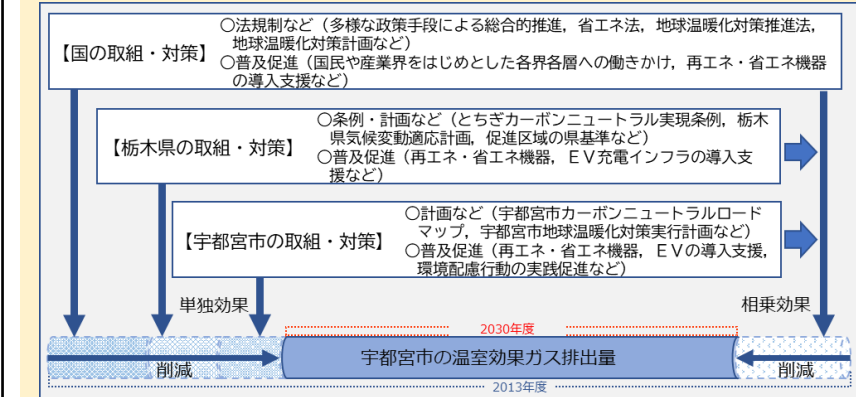 【国の取組・対策】
○法規制など(多様な政策手段による総合的推進,省エネ法,地球温暖化対策推進法,
地球温暖化対策計画など)
○普及促進(国民や産業界をはじめとした各界各層への働きかけ,再エネ・省エネ機器
の導入支援など)
【栃木県の取組・対策】
○条例・計画など(とちぎカーボンニュートラル実現条例,栃木
県気候変動適応計画,促進区域の県基準など)
○普及促進(再エネ・省エネ機器,EV充電インフラの導入支
援など)
【宇都宮市の取組・対策】
○計画など(宇都宮市カーボンニュートラルロード
マップ,宇都宮市地球温暖化対策実行計画など)
○普及促進(再エネ・省エネ機器,EVの導入支援,
環境配慮行動の実践促進など)
単独効果
相乗効果
2030年度
宇都宮市の温室効果ガス排出量
削減
削減
2013年度